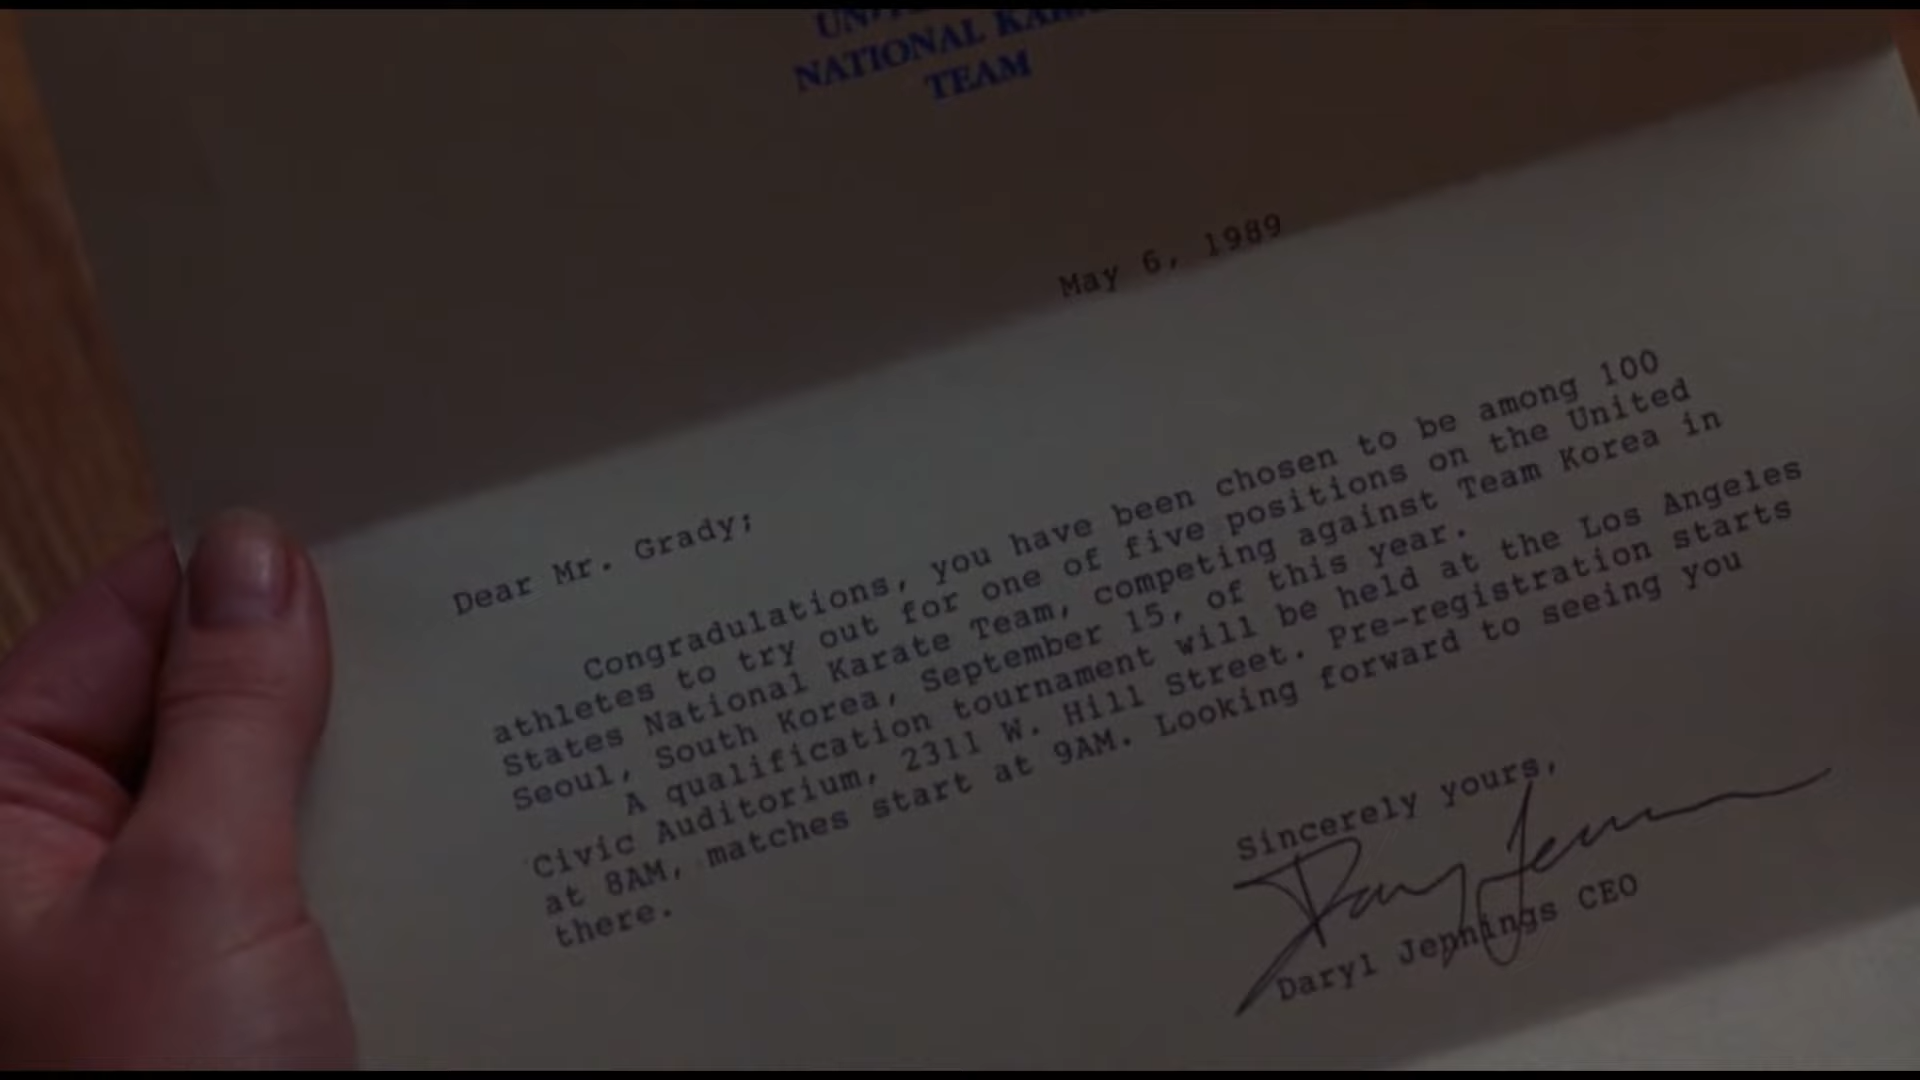 NATIONAL
TEAM
May 6, 1989
Dear Mr. Grady;
Congradulations, you have been chosen to be among 100
athletes to try out for one of five positions on the United
States National Karate Team, competing against Team Korea in
Seoul, South Korea, September 15, of this year.
A qualification tournament will be held at the Los Angeles
Civic Auditorium, 2311 W. Hill Street. Pre-registration starts
at 8AM, matches start at 9AM. Looking forward to seeing you
there.
Sincerely yours,
Daryl Jennings CEO